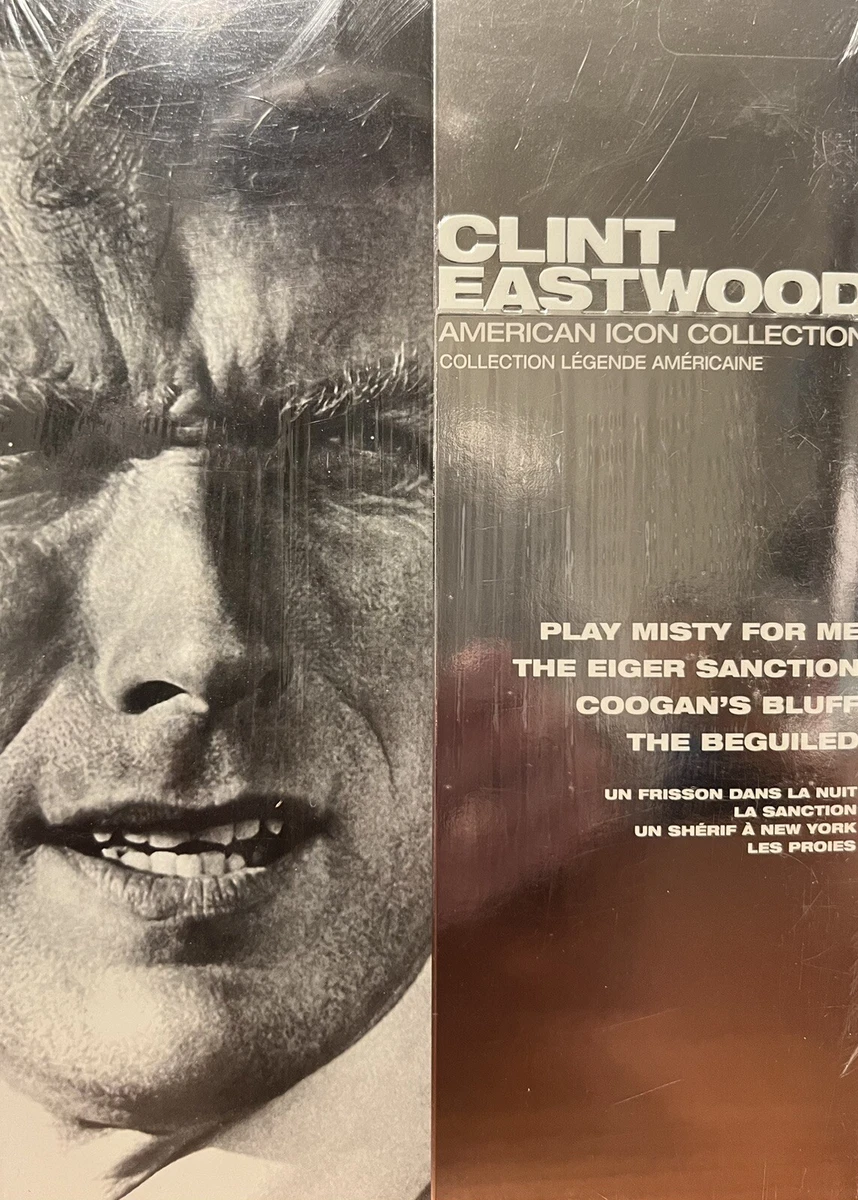 CLINT
EASTWOOD
AMERICAN ICON COLLECTION
COLLECTION LÉGENDE AMÉRICAINE
PLAY MISTY FOR ME
THE EIGER SANCTION
COOGAN'S BLUFF
THE BEGUILED
UN FRISSON DANS LA NUIT
LA SANCTION
UN SHÉRIF À NEW YORK
LES PROIES